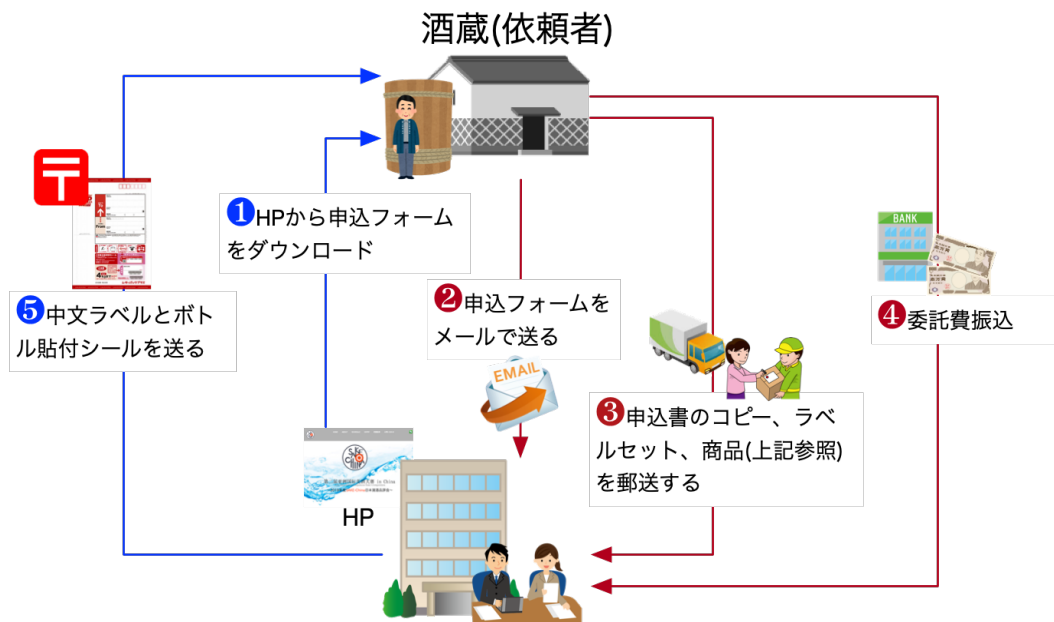 酒蔵(依頼者)
❶HPから申込フォーム
をダウンロード
❷申込フォームを
メールで送る
EMAIL
BANK
❸申込書のコピー、ラベ
ルセット、商品(上記参照)
を郵送する
❹委託費振込
❺中文ラベルとボト
ル貼付シールを送る
HP